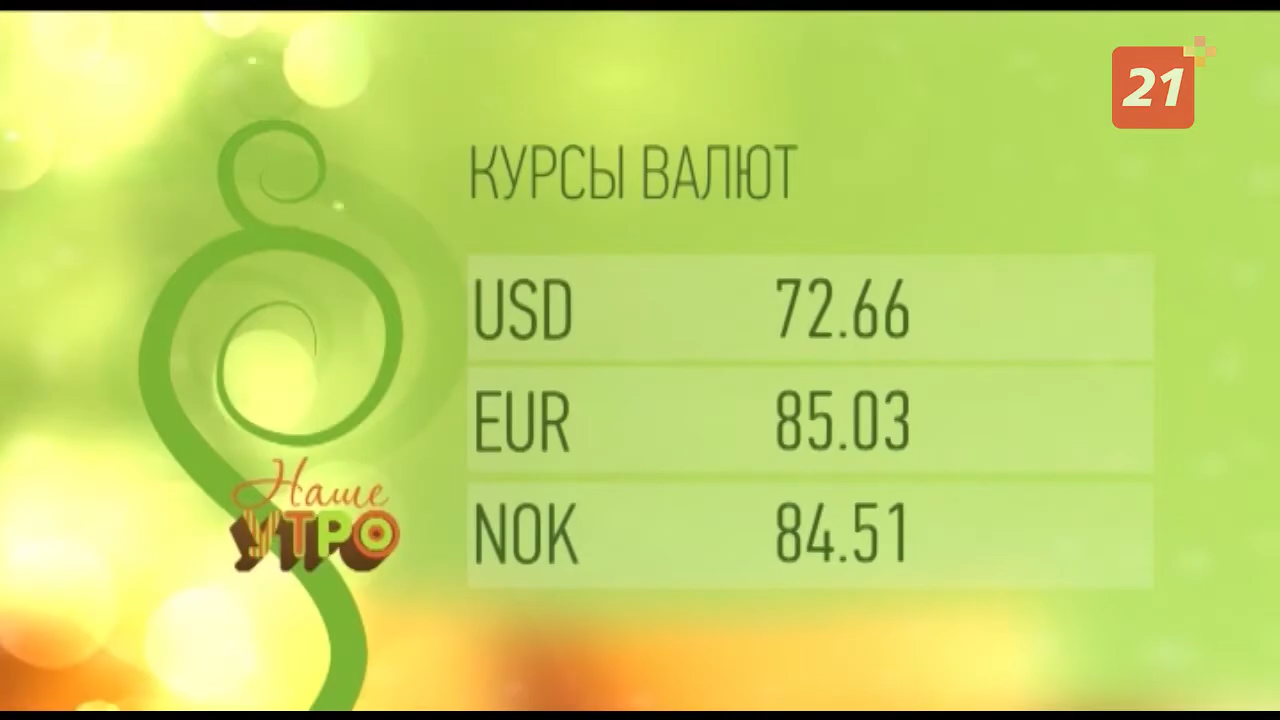 21
КУРСЫ ВАЛЮТ
USD 72.66
EUR 85.03
NOK 84.51
Наше
УТРО